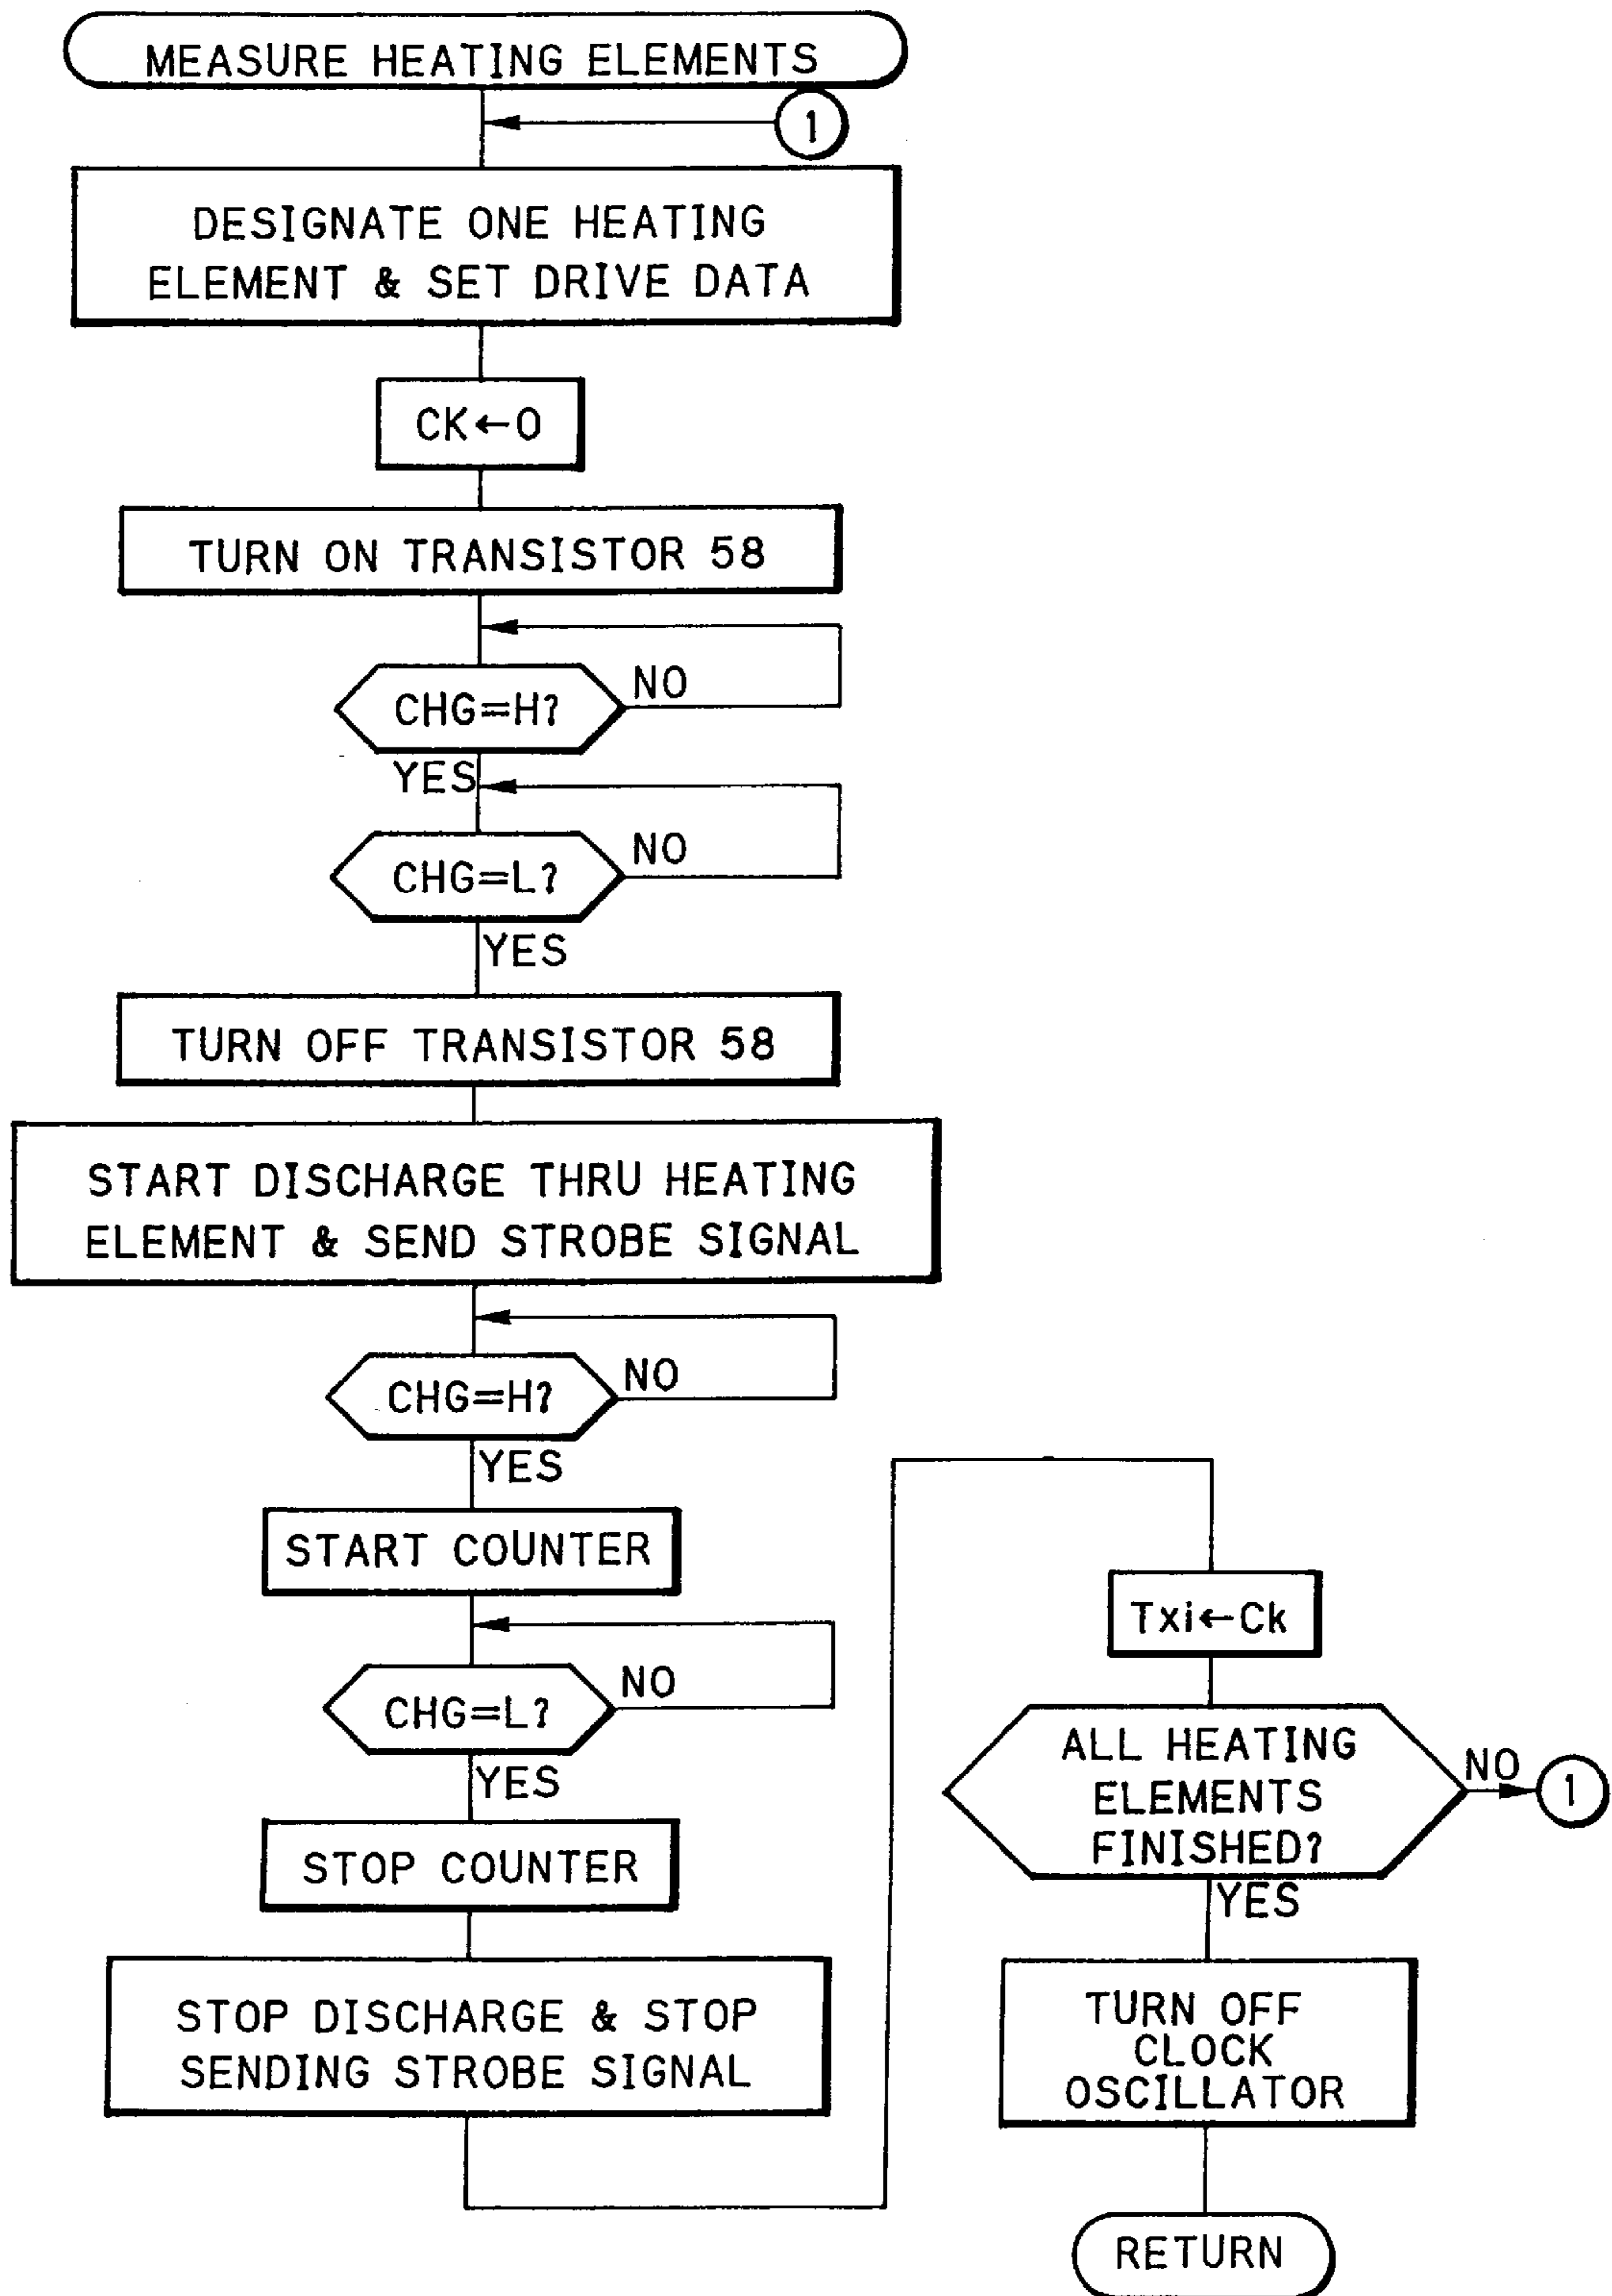 MEASURE HEATING ELEMENTS
1
DESIGNATE ONE HEATING
ELEMENT & SET DRIVE DATA
CK←0
TURN ON TRANSISTOR 58
NO
CHG=H?
YES
NO
CHG=L?
YES
TURN OFF TRANSISTOR 58
START DISCHARGE THRU HEATING
ELEMENT & SEND STROBE SIGNAL
NO
CHG=H?
YES
START COUNTER
NO
CHG=L?
YES
STOP COUNTER
STOP DISCHARGE & STOP
SENDING STROBE SIGNAL
Txi←Ck
ALL HEATING
ELEMENTS
FINISHED?
NO
1
YES
TURN OFF
CLOCK
OSCILLATOR
RETURN